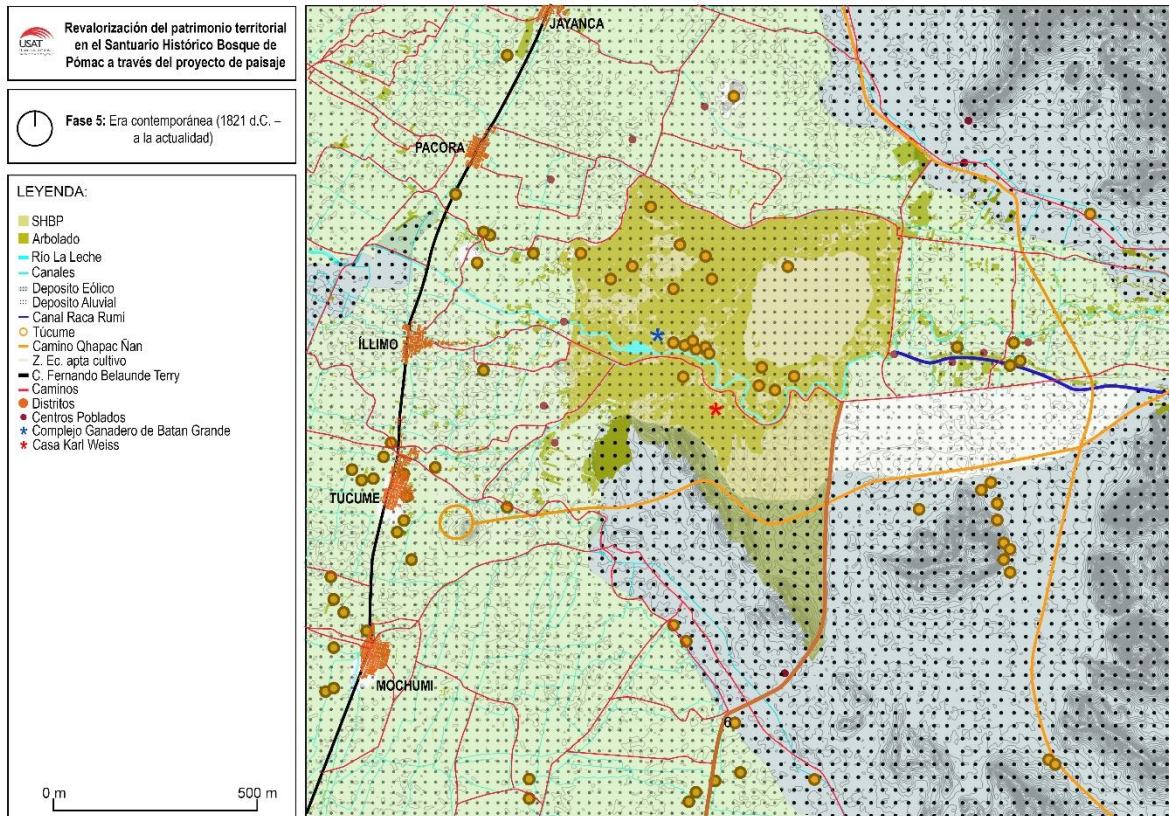 USAT
Revalorización del patrimonio territorial
en el Santuario Histórico Bosque de
Pómac a través del proyecto de paisaje
Fase 5: Era contemporánea (1821 d.C. –
a la actualidad)
LEYENDA:
SHBP
Arbolado
Río La Leche
Canales
Deposito Eólico
Deposito Aluvial
Canal Raca Rumi
Túcume
Camino Qhapac Ñan
Z. Ec. apta cultivo
C. Fernando Belaunde Terry
Caminos
Distritos
Centros Poblados
Complejo Ganadero de Batan Grande
Casa Karl Weiss
0 m 500 m
JAYANCA
PACORA
ÍLLIMO
TUCUME
MOCHUMI
6